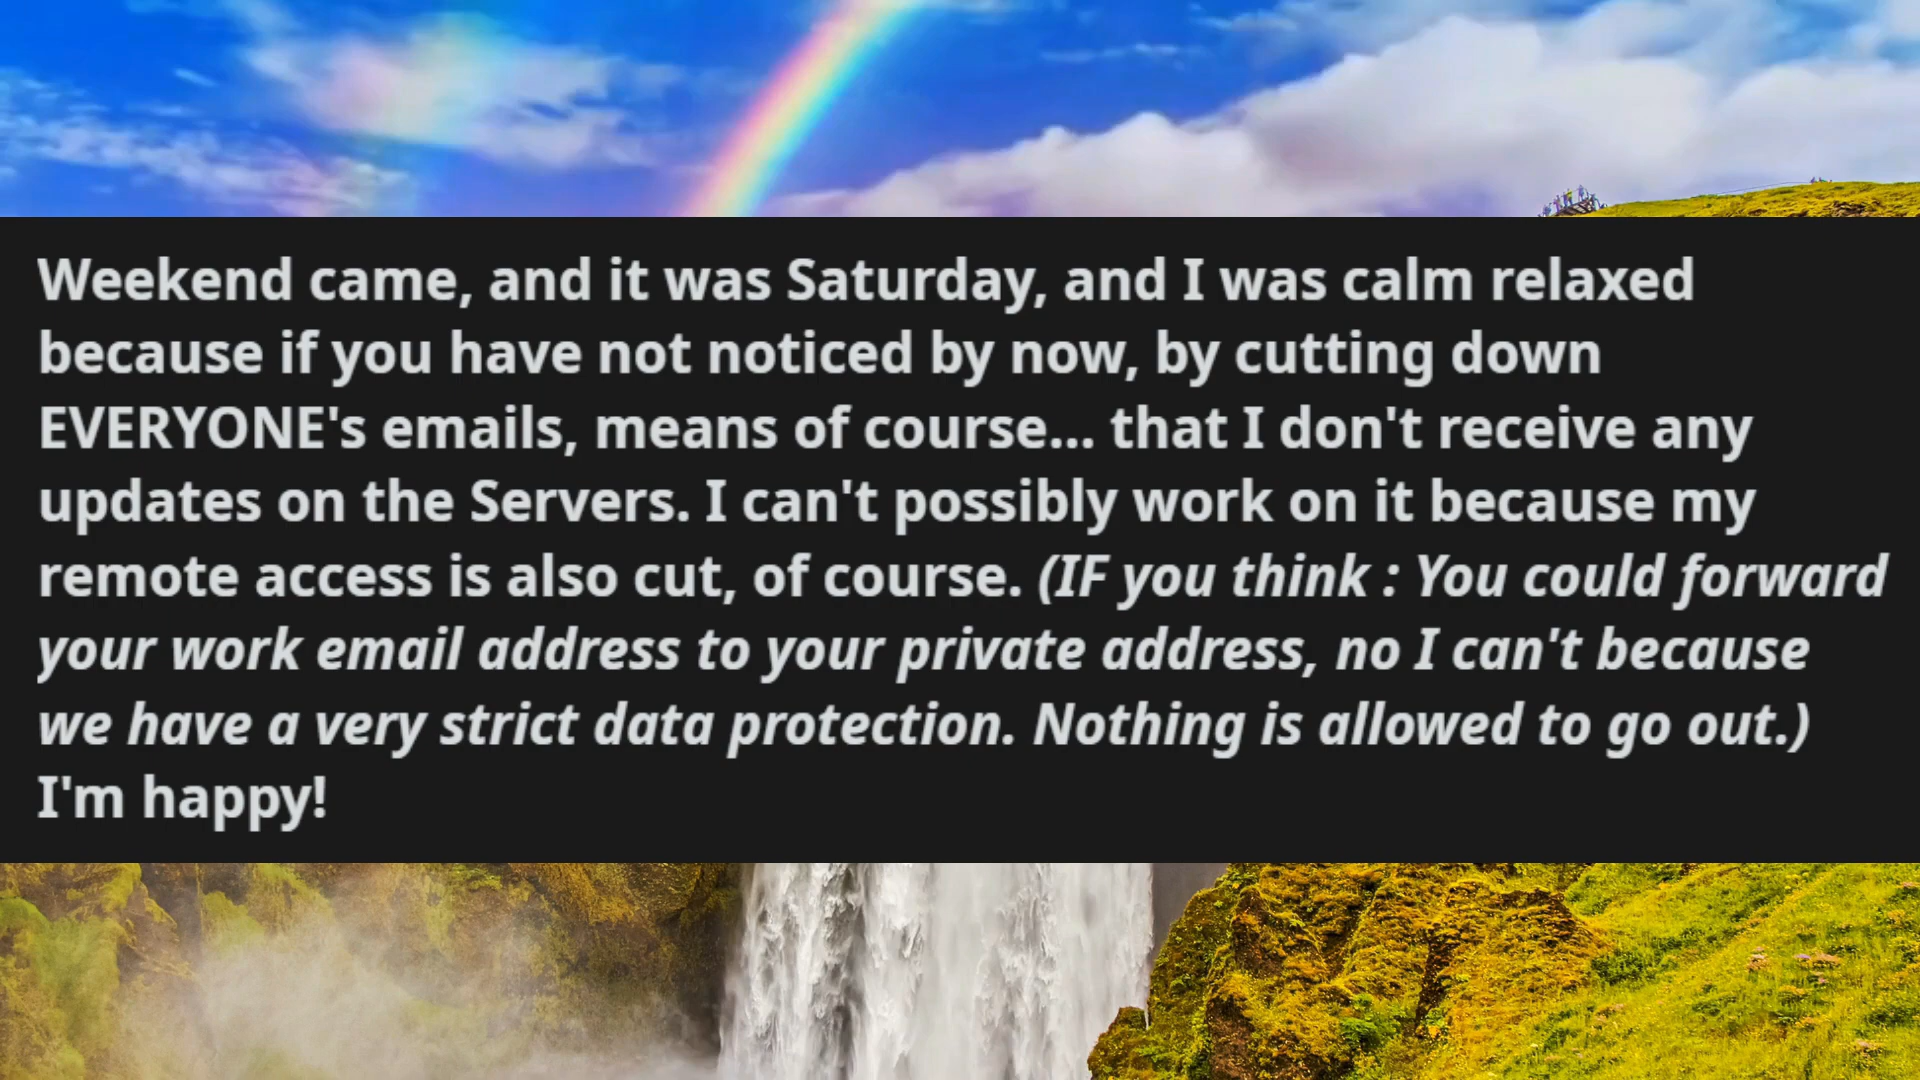 Weekend came, and it was Saturday, and I was calm relaxed
because if you have not noticed by now, by cutting down
EVERYONE's emails, means of course... that I don't receive any
updates on the Servers. I can't possibly work on it because my
remote access is also cut, of course. (IF you think : You could forward
your work email address to your private address, no I can't because
we have a very strict data protection. Nothing is allowed to go out.)
I'm happy!